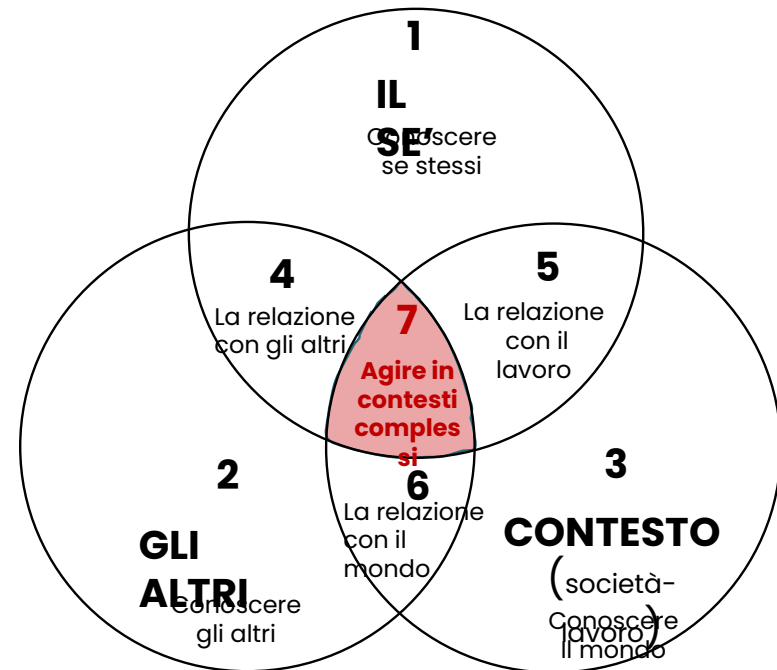 1
IL
SE’
Conoscere
se stessi
4
La relazione
con gli altri
5
La relazione
con il
lavoro
7
Agire in
contesti
comples
si
2
GLI
ALTRI
Conoscere
gli altri
6
La relazione
con il
mondo
3
CONTESTO
(società-
lavoro)
Conoscere
Il mondo